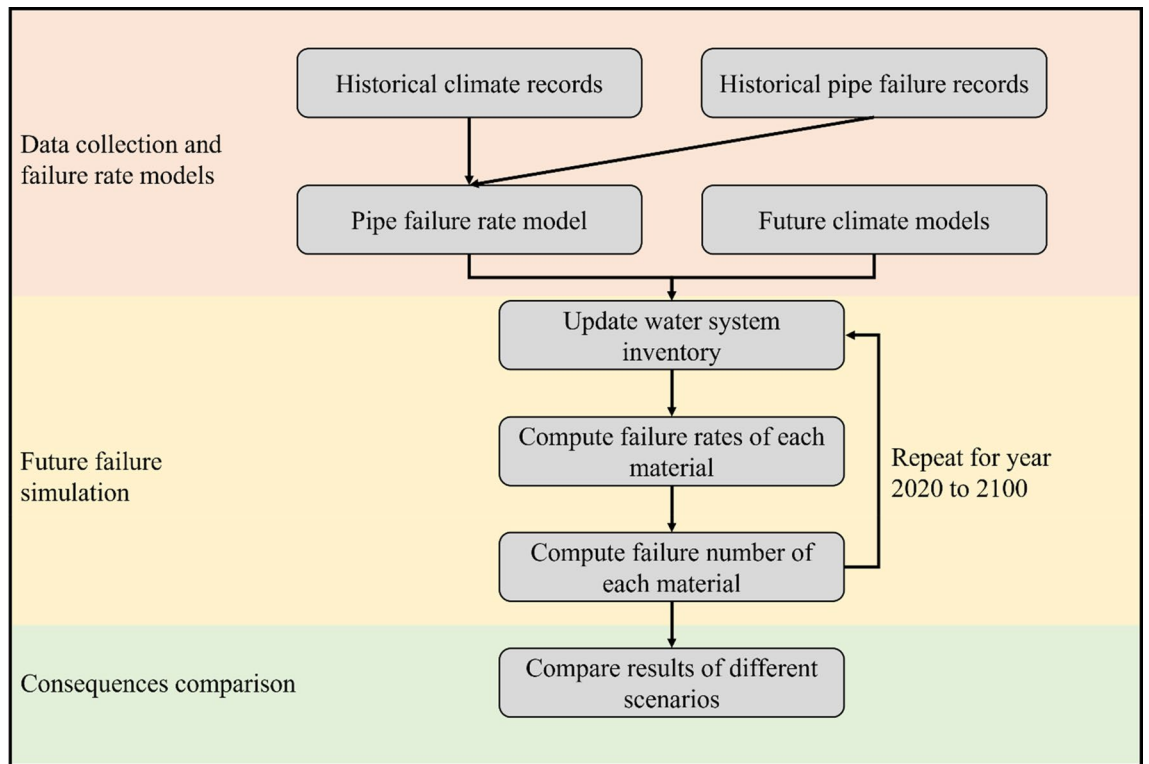 Historical climate records
Historical pipe failure records
Data collection and
failure rate models
Pipe failure rate model
Future climate models
Update water system
inventory
Compute failure rates of each
material
Future failure
simulation
Repeat for year
2020 to 2100
Compute failure number of
each material
Consequences comparison
Compare results of different
scenarios